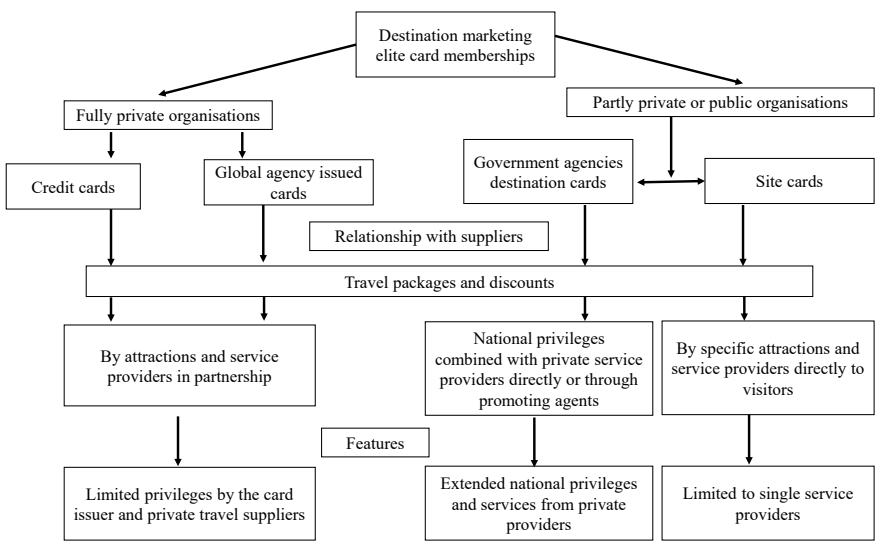 Destination marketing
elite card memberships
Fully private organisations
Partly private or public organisations
Credit cards
Global agency issued
cards
Government agencies
destination cards
Site cards
Relationship with suppliers
Travel packages and discounts
By attractions and service
providers in partnership
National privileges
combined with private service
providers directly or through
promoting agents
By specific attractions and
service providers directly to
visitors
Features
Limited privileges by the card
issuer and private travel suppliers
Extended national privileges
and services from private
providers
Limited to single service
providers